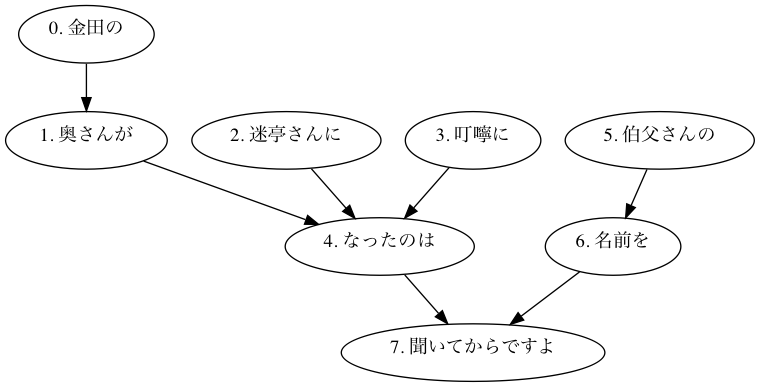 0. 金田の
1. 奥さんが
2. 迷亭さんに
3. 叮嚀に
5. 伯父さんの
4. なったのは
6. 名前を
7. 聞いてからですよ